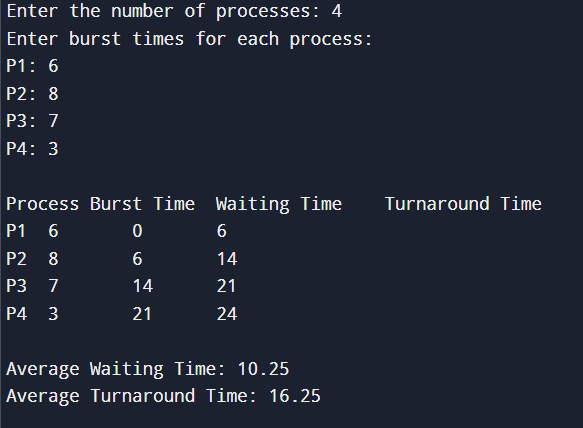 Enter the number of processes: 4
Enter burst times for each process:
P1: 6
P2: 8
P3: 7
P4: 3
Process Burst Time  Waiting Time    Turnaround Time
P1  6       0       6
P2  8       6       14
P3  7       14      21
P4  3       21      24
Average Waiting Time: 10.25
Average Turnaround Time: 16.25